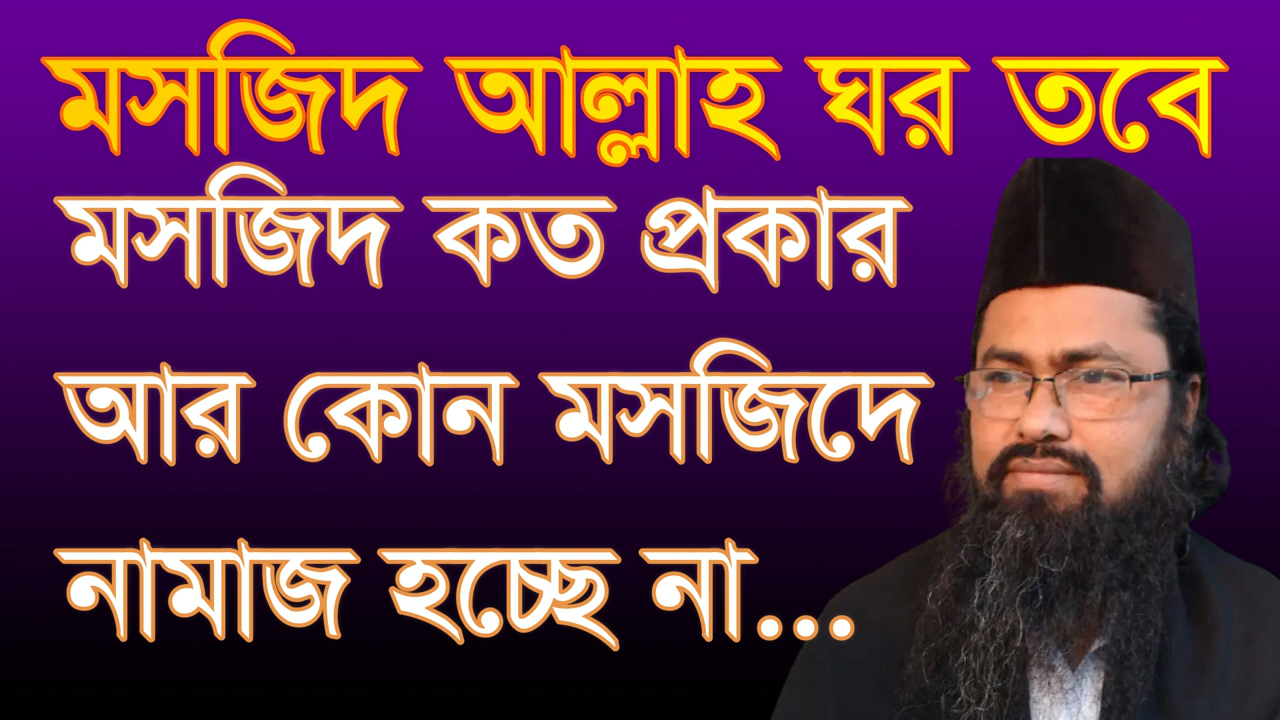 মসজিদ আল্লাহ ঘর তবে
মসজিদ কত প্রকার
আর কোন মসজিদে
নামাজ হচ্ছে না...